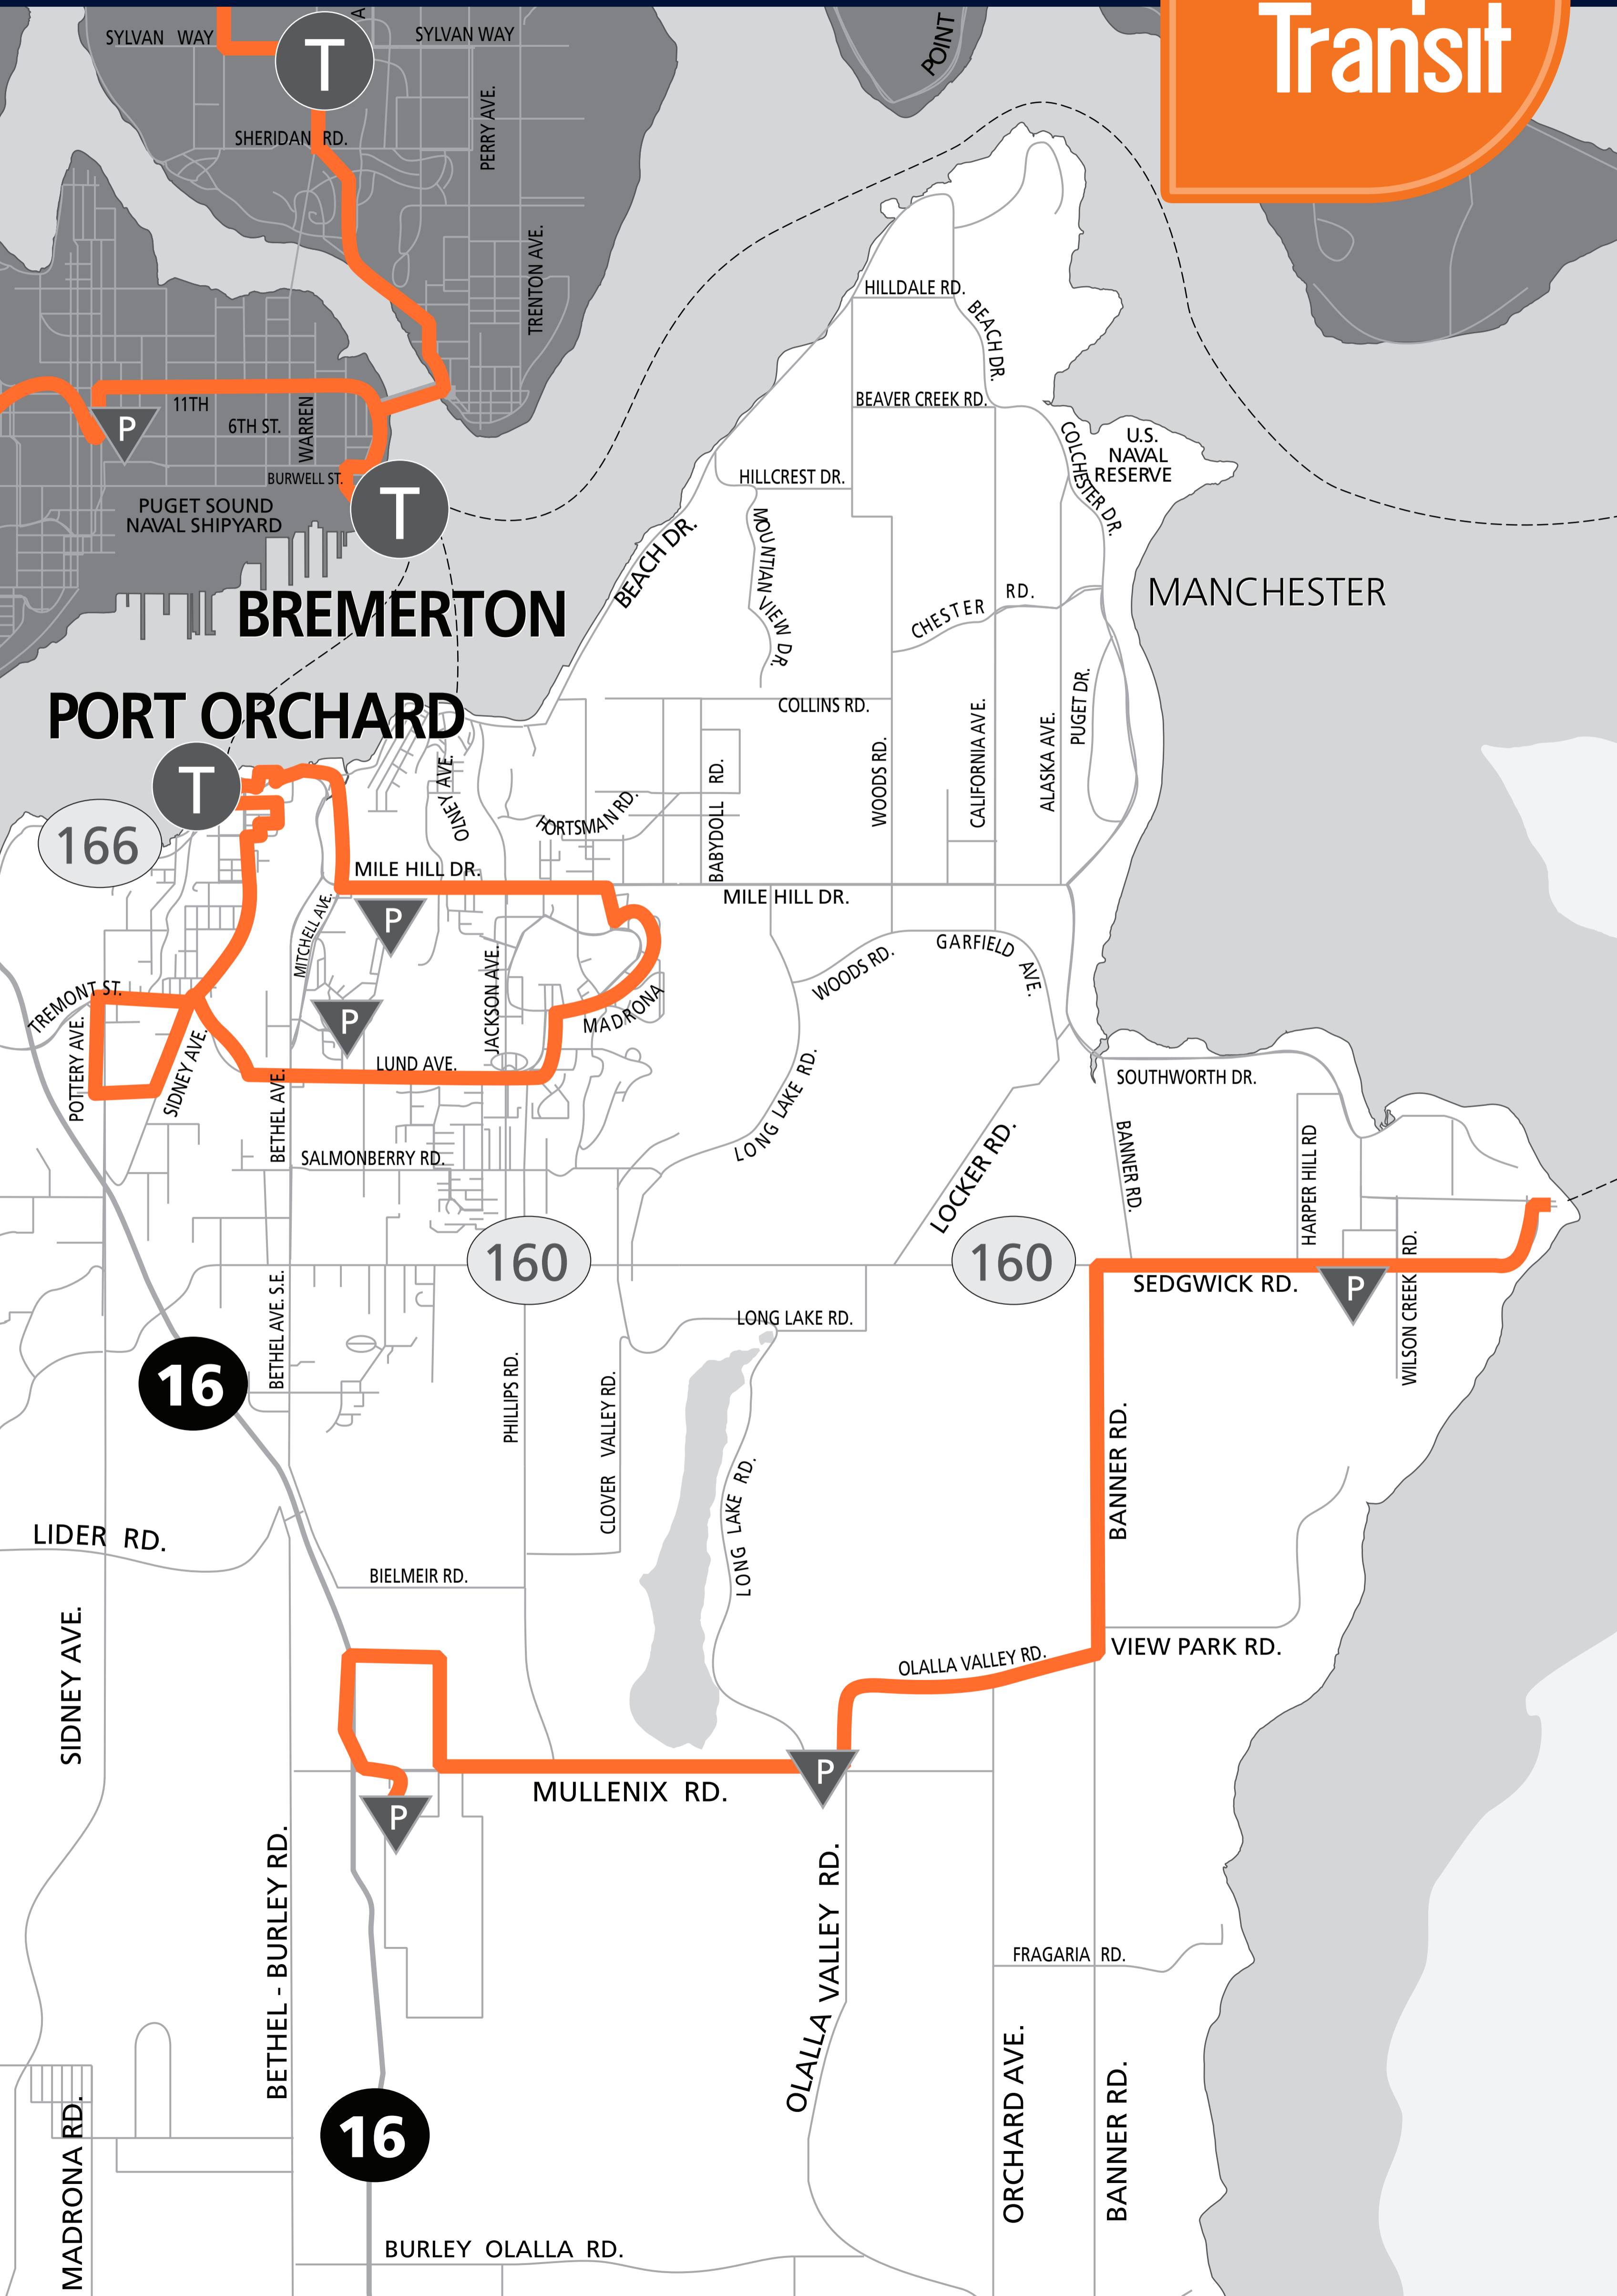 Transit
SYLVAN WAY
T
A
SYLVAN WAY
POINT
SHERIDAN RD.
PERRY AVE.
TRENTON AVE.
HILLDALE RD.
BEACH DR.
BEAVER CREEK RD.
11TH
6TH ST.
WARREN
P
BURWELL ST.
T
PUGET SOUND
NAVAL SHIPYARD
HILLCREST DR.
COLCHESTER DR.
U.S.
NAVAL
RESERVE
BEACH DR.
MOUNTIAN VIEW DR.
CHESTER RD.
MANCHESTER
BREMERTON
PORT ORCHARD
T
166
COLLINS RD.
PUGET DR.
OLNEY AVE.
HORTSMAN RD.
BABYDOLL RD.
WOODS RD.
CALIFORNIA AVE.
ALASKA AVE.
MILE HILL DR.
MILE HILL DR.
P
MITCHELL AVE.
JACKSON AVE.
WOODS RD.
GARFIELD AVE.
TREMONT ST.
P
MADRONA
POTTERY AVE.
SIDNEY AVE.
LUND AVE.
LONG LAKE RD.
SOUTHWORTH DR.
BETHEL AVE.
SALMONBERRY RD.
LOCKER RD.
BANNER RD.
HARPER HILL RD
160
160
SEDGWICK RD.
P
WILSON CREEK RD.
BETHEL AVE. S.E.
LONG LAKE RD.
16
PHILLIPS RD.
CLOVER VALLEY RD.
LONG LAKE RD.
BANNER RD.
LIDER RD.
BIELMEIR RD.
SIDNEY AVE.
OLALLA VALLEY RD.
VIEW PARK RD.
P
MULLENIX RD.
P
BETHEL - BURLEY RD.
OLALLA VALLEY RD.
FRAGARIA RD.
ORCHARD AVE.
BANNER RD.
MADRONA RD.
16
BURLEY OLALLA RD.